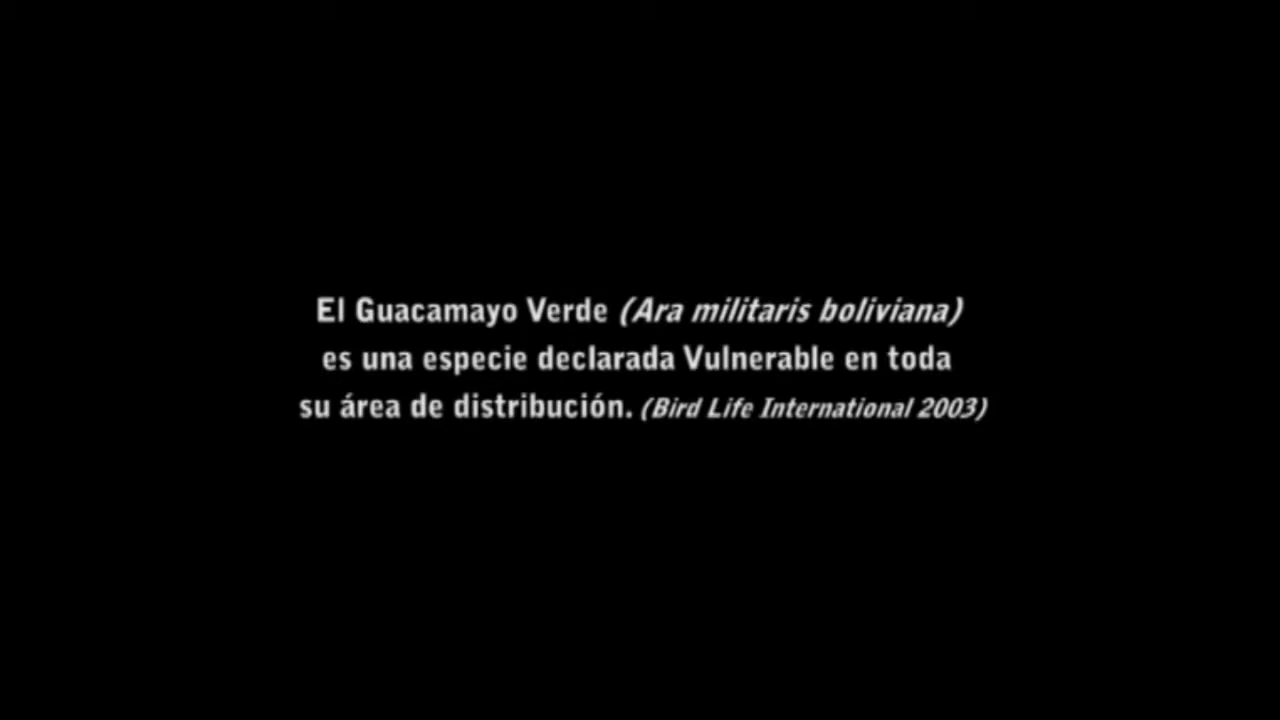 El Guacamayo Verde (Ara militaris boliviana)
es una especie declarada Vulnerable en toda
su área de distribución. (Bird Life International 2003)